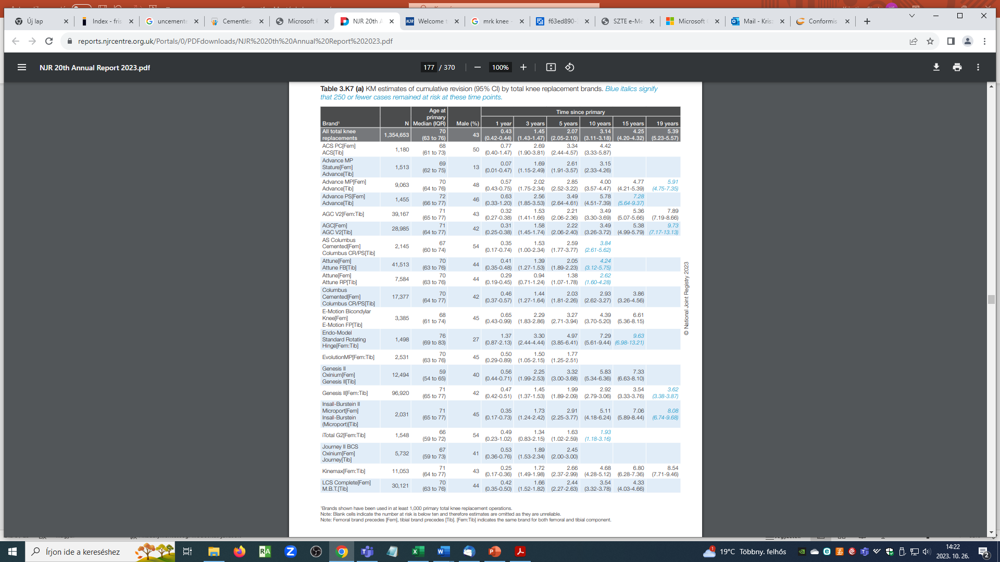 Új lap
Index - fris
uncemente
Cementles
Microsoft
NJR 20th A
Welcome t
mrk knee -
f63ed890-
SZTE e-Me
Microsoft
Mail - Krisz
Conformis
reports.njrcentre.org.uk/Portals/0/PDFdownloads/NJR%2020th%20Annual%20Report%202023.pdf
NJR 20th Annual Report 2023.pdf
177 / 370
100%
Table 3.K7 (a) KM estimates of cumulative revision (95% CI) by total knee replacement brands. Blue italics signify
that 250 or fewer cases remained at risk at these time points.
Brand¹ N Age at primary Median (IQR) Male (%) Time since primary
1 year 3 years 5 years 10 years 15 years 19 years
All total knee replacements 1,354,653 70 (63 to 76) 43 0.43 (0.42-0.44) 1.45 (1.43-1.47) 2.07 (2.05-2.10) 3.14 (3.11-3.18) 4.25 (4.20-4.32) 5.39 (5.23-5.57)
ACS PC[Fem] ACS[Tib] 1,180 68 (61 to 73) 50 0.77 (0.40-1.47) 2.69 (1.90-3.81) 3.34 (2.44-4.57) 4.42 (3.33-5.87)
Advance MP Stature[Fem] Advance[Tib] 1,513 69 (62 to 75) 13 0.07 (0.01-0.47) 1.69 (1.15-2.49) 2.61 (1.91-3.57) 3.15 (2.33-4.26)
Advance MP[Fem] Advance[Tib] 9,063 70 (64 to 76) 48 0.57 (0.43-0.75) 2.02 (1.75-2.34) 2.85 (2.52-3.22) 4.00 (3.57-4.47) 4.77 (4.21-5.39) 5.91 (4.75-7.35)
Advance PS[Fem] Advance[Tib] 1,455 72 (66 to 77) 46 0.63 (0.33-1.20) 2.56 (1.85-3.53) 3.49 (2.64-4.61) 5.78 (4.51-7.39) 7.28 (5.64-9.37)
AGC V2[Fem:Tib] 39,167 71 (65 to 77) 43 0.32 (0.27-0.38) 1.53 (1.41-1.66) 2.21 (2.06-2.36) 3.49 (3.30-3.69) 5.36 (5.07-5.66) 7.89 (7.19-8.66)
AGC[Fem] AGC V2[Tib] 28,985 71 (64 to 77) 42 0.31 (0.25-0.38) 1.58 (1.45-1.74) 2.22 (2.06-2.40) 3.49 (3.26-3.72) 5.38 (4.99-5.79) 9.73 (7.17-13.13)
AS Columbus Cemented[Fem] Columbus CR/PS[Tib] 2,145 67 (60 to 74) 54 0.35 (0.17-0.74) 1.53 (1.00-2.34) 2.59 (1.77-3.77) 3.84 (2.61-5.62)
Attune[Fem] Attune FB[Tib] 41,513 70 (63 to 76) 44 0.41 (0.35-0.48) 1.39 (1.27-1.53) 2.05 (1.89-2.23) 4.24 (3.12-5.75)
Attune[Fem] Attune RP[Tib] 7,584 70 (63 to 76) 44 0.29 (0.19-0.45) 0.94 (0.71-1.24) 1.38 (1.07-1.78) 2.62 (1.60-4.28)
Columbus Cemented[Fem] Columbus CR/PS[Tib] 17,377 70 (64 to 77) 42 0.46 (0.37-0.57) 1.44 (1.27-1.64) 2.03 (1.81-2.26) 2.93 (2.62-3.27) 3.86 (3.26-4.56)
E-Motion Bicondylar Knee[Fem] E-Motion FP[Tib] 3,385 68 (61 to 74) 45 0.65 (0.43-0.99) 2.29 (1.83-2.86) 3.27 (2.71-3.94) 4.39 (3.70-5.20) 6.61 (5.36-8.15)
Endo-Model Standard Rotating Hinge[Fem:Tib] 1,498 76 (69 to 83) 27 1.37 (0.87-2.13) 3.30 (2.44-4.44) 4.97 (3.85-6.41) 7.29 (5.61-9.44) 9.63 (6.98-13.21)
EvolutionMP[Fem:Tib] 2,531 70 (63 to 76) 45 0.50 (0.29-0.89) 1.50 (1.05-2.15) 1.77 (1.25-2.51)
Genesis II Oxinium[Fem] Genesis II[Tib] 12,494 59 (54 to 65) 40 0.56 (0.44-0.71) 2.25 (1.99-2.53) 3.32 (3.00-3.68) 5.83 (5.34-6.36) 7.33 (6.63-8.10)
Genesis II[Fem:Tib] 96,920 71 (65 to 77) 42 0.47 (0.42-0.51) 1.45 (1.37-1.53) 1.99 (1.89-2.09) 2.92 (2.79-3.06) 3.54 (3.33-3.76) 3.62 (3.38-3.87)
Insall-Burstein II Microport[Fem] Insall-Burstein (Microport)[Tib] 2,031 71 (65 to 77) 45 0.35 (0.17-0.73) 1.73 (1.24-2.42) 2.91 (2.25-3.77) 5.11 (4.18-6.24) 7.06 (5.89-8.44) 8.08 (6.74-9.68)
iTotal G2[Fem:Tib] 1,548 66 (59 to 72) 54 0.49 (0.23-1.02) 1.34 (0.83-2.15) 1.63 (1.02-2.59) 1.93 (1.18-3.16)
Journey II BCS Oxinium[Fem] Journey[Tib] 5,732 67 (59 to 73) 41 0.53 (0.36-0.76) 1.89 (1.53-2.34) 2.45 (2.00-3.00)
Kinemax[Fem:Tib] 11,053 71 (64 to 77) 43 0.25 (0.17-0.36) 1.72 (1.49-1.98) 2.66 (2.37-2.99) 4.68 (4.28-5.12) 6.80 (6.28-7.36) 8.54 (7.71-9.46)
LCS Complete[Fem] M.B.T.[Tib] 30,121 70 (63 to 76) 44 0.42 (0.35-0.50) 1.66 (1.52-1.82) 2.44 (2.27-2.63) 3.54 (3.32-3.78) 4.33 (4.03-4.66)
© National Joint Registry 2023
¹Brands shown have been used in at least 1,000 primary total knee replacement operations.
Note: Blank cells indicate the number at risk is below ten and therefore estimates are omitted as they are unreliable.
Note: Femoral brand precedes [Fem], tibial brand precedes [Tib]. [Fem:Tib] indicates the same brand for both femoral and tibial component.
Írjon ide a kereséshez
19°C Többny. felhős
14:22
2023. 10. 26.
2